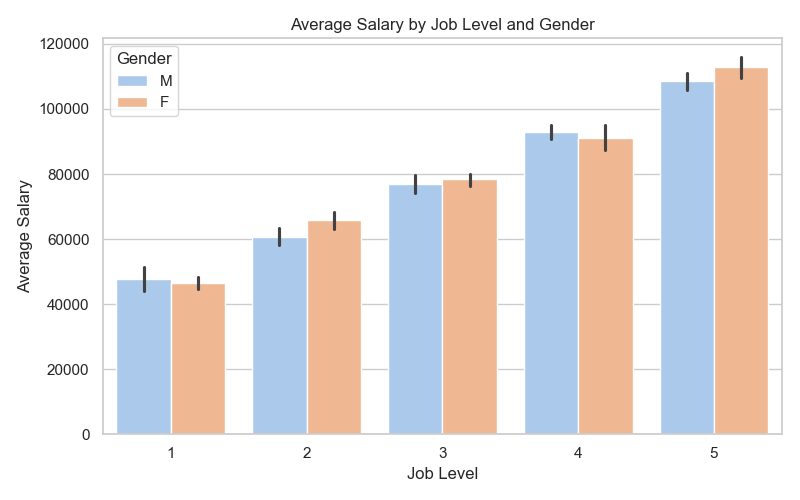 Average Salary by Job Level and Gender
Gender
M
F
Average Salary
120000
100000
80000
60000
40000
20000
0
1 2 3 4 5
Job Level